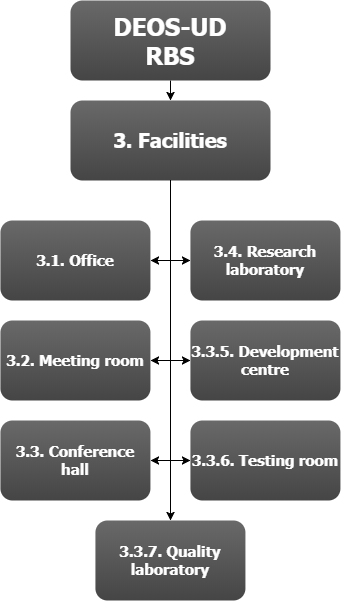 DEOS-UD
RBS
3. Facilities
3.1. Office
3.4. Research
laboratory
3.2. Meeting room
3.3.5. Development
centre
3.3. Conference
hall
3.3.6. Testing room
3.3.7. Quality
laboratory